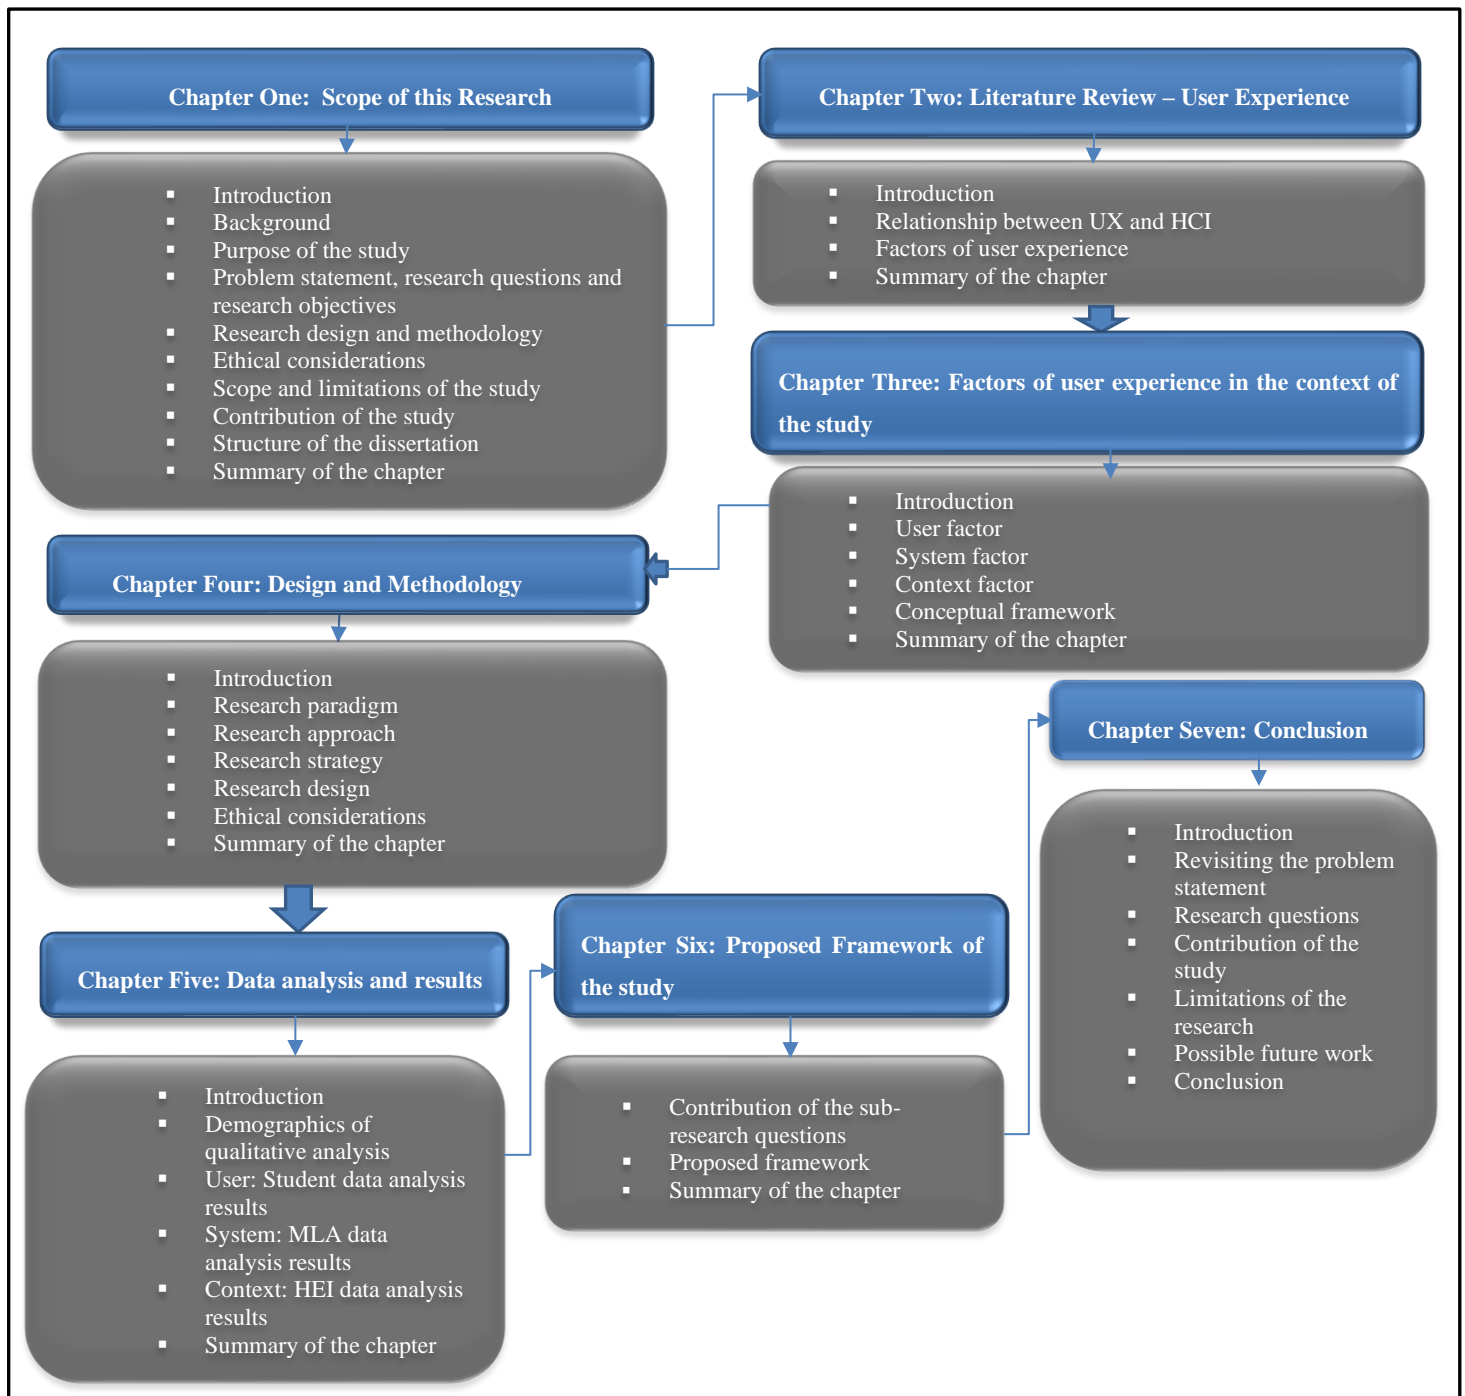 Chapter One:  Scope of this Research
▪ Introduction
▪ Background
▪ Purpose of the study
▪ Problem statement, research questions and
research objectives
▪ Research design and methodology
▪ Ethical considerations
▪ Scope and limitations of the study
▪ Contribution of the study
▪ Structure of the dissertation
▪ Summary of the chapter
Chapter Two: Literature Review – User Experience
▪ Introduction
▪ Relationship between UX and HCI
▪ Factors of user experience
▪ Summary of the chapter
Chapter Three: Factors of user experience in the context of
the study
▪ Introduction
▪ User factor
▪ System factor
▪ Context factor
▪ Conceptual framework
▪ Summary of the chapter
Chapter Four: Design and Methodology
▪ Introduction
▪ Research paradigm
▪ Research approach
▪ Research strategy
▪ Research design
▪ Ethical considerations
▪ Summary of the chapter
Chapter Five: Data analysis and results
▪ Introduction
▪ Demographics of
qualitative analysis
▪ User: Student data analysis
results
▪ System: MLA data
analysis results
▪ Context: HEI data analysis
results
▪ Summary of the chapter
Chapter Six: Proposed Framework of
the study
▪ Contribution of the sub-
research questions
▪ Proposed framework
▪ Summary of the chapter
Chapter Seven: Conclusion
▪ Introduction
▪ Revisiting the problem
statement
▪ Research questions
▪ Contribution of the
study
▪ Limitations of the
research
▪ Possible future work
▪ Conclusion